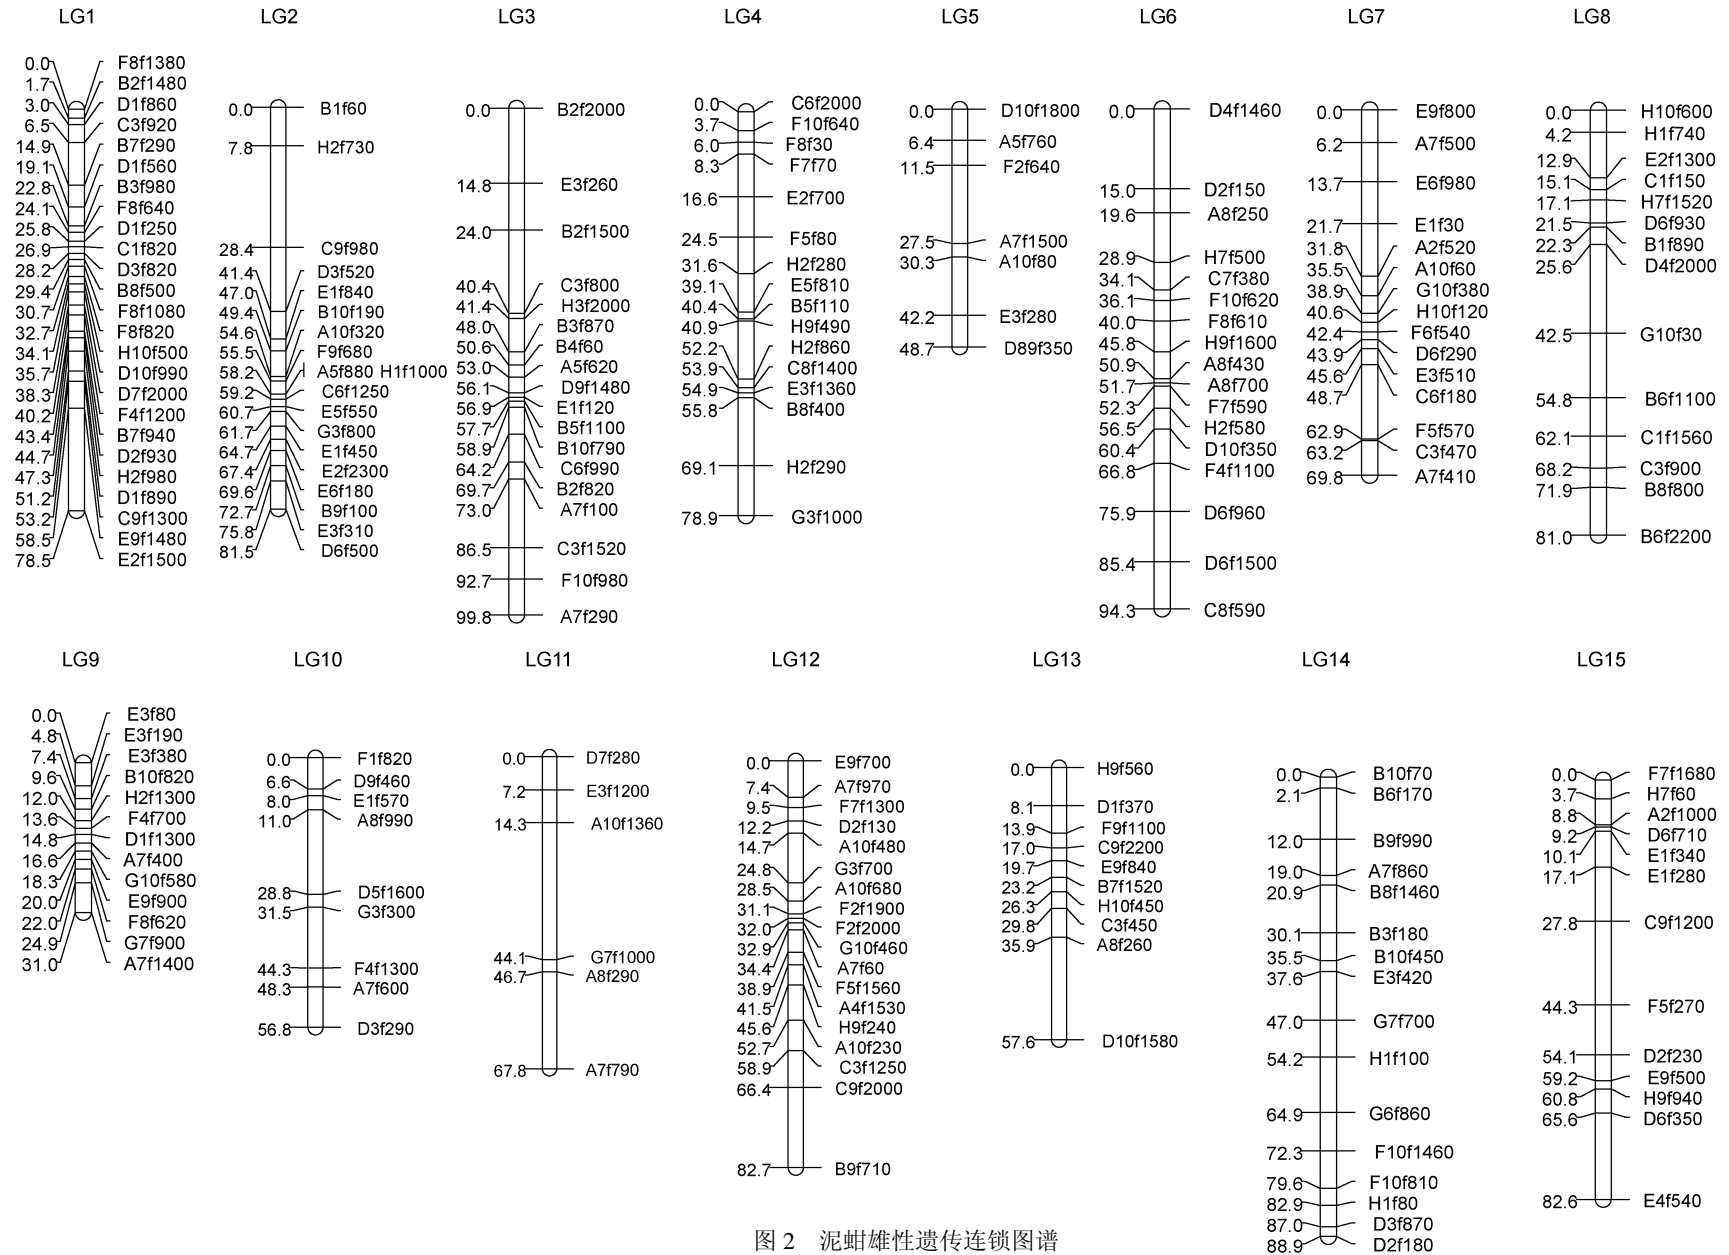 LG1 LG2 LG3 LG4 LG5 LG6 LG7 LG8
0.0 F8f1380
1.7 B2f1480
3.0 D1f860
6.5 C3f920
14.9 B7f290
19.1 D1f560
22.8 B3f980
24.1 F8f640
25.8 D1f250
26.9 C1f820
28.2 D3f820
29.4 B8f500
30.7 F8f1080
32.7 F8f820
34.1 H10f500
35.7 D10f990
38.3 D7f2000
40.2 F4f1200
43.4 B7f940
44.7 D2f930
47.3 H2f980
51.2 D1f890
53.2 C9f1300
58.5 E9f1480
78.5 E2f1500
0.0 B1f60
7.8 H2f730
28.4 C9f980
41.4 D3f520
47.0 E1f840
49.4 B10f190
54.6 A10f320
55.5 F9f680
58.2 A5f880 H1f1000
59.2 C6f1250
60.7 E5f550
61.7 G3f800
64.7 E1f450
67.4 E2f2300
69.6 E6f180
72.7 B9f100
75.8 E3f310
81.5 D6f500
0.0 B2f2000
14.8 E3f260
24.0 B2f1500
40.4 C3f800
41.4 H3f2000
48.0 B3f870
50.6 B4f60
53.0 A5f620
56.1 D9f1480
56.9 E1f120
57.7 B5f1100
58.9 B10f790
64.2 C6f990
69.7 B2f820
73.0 A7f100
86.5 C3f1520
92.7 F10f980
99.8 A7f290
0.0 C6f2000
3.7 F10f640
6.0 F8f30
8.3 F7f70
16.6 E2f700
24.5 F5f80
31.6 H2f280
39.1 E5f810
40.4 B5f110
40.9 H9f490
52.2 H2f860
53.9 C8f1400
54.9 E3f1360
55.8 B8f400
69.1 H2f290
78.9 G3f1000
0.0 D10f1800
6.4 A5f760
11.5 F2f640
27.5 A7f1500
30.3 A10f80
42.2 E3f280
48.7 D89f350
0.0 D4f1460
15.0 D2f150
19.6 A8f250
28.9 H7f500
34.1 C7f380
36.1 F10f620
40.0 F8f610
45.8 H9f1600
50.9 A8f430
51.7 A8f700
52.3 F7f590
56.5 H2f580
60.4 D10f350
66.8 F4f1100
75.9 D6f960
85.4 D6f1500
94.3 C8f590
0.0 E9f800
6.2 A7f500
13.7 E6f980
21.7 E1f30
31.8 A2f520
35.5 A10f60
38.9 G10f380
40.6 H10f120
42.4 F6f540
43.9 D6f290
45.6 E3f510
48.7 C6f180
62.9 F5f570
63.2 C3f470
69.8 A7f410
0.0 H10f600
4.2 H1f740
12.9 E2f1300
15.1 C1f150
17.1 H7f1520
21.5 D6f930
22.3 B1f890
25.6 D4f2000
42.5 G10f30
54.8 B6f1100
62.1 C1f1560
68.2 C3f900
71.9 B8f800
81.0 B6f2200
LG9 LG10 LG11 LG12 LG13 LG14 LG15
0.0 E3f80
4.8 E3f190
7.4 E3f380
9.6 B10f820
12.0 H2f1300
13.6 F4f700
14.8 D1f1300
16.6 A7f400
18.3 G10f580
20.0 E9f900
22.0 F8f620
24.9 G7f900
31.0 A7f1400
0.0 F1f820
6.6 D9f460
8.0 E1f570
11.0 A8f990
28.8 D5f1600
31.5 G3f300
44.3 F4f1300
48.3 A7f600
56.8 D3f290
0.0 D7f280
7.2 E3f1200
14.3 A10f1360
44.1 G7f1000
46.7 A8f290
67.8 A7f790
0.0 E9f700
7.4 A7f970
9.5 F7f1300
12.2 D2f130
14.7 A10f480
24.8 G3f700
28.5 A10f680
31.1 F2f1900
32.0 F2f2000
32.9 G10f460
34.4 A7f60
38.9 F5f1560
41.5 A4f1530
45.6 H9f240
52.7 A10f230
58.9 C3f1250
66.4 C9f2000
82.7 B9f710
0.0 H9f560
8.1 D1f370
13.9 F9f1100
17.0 C9f2200
19.7 E9f840
23.2 B7f1520
26.3 H10f450
29.8 C3f450
35.9 A8f260
57.6 D10f1580
0.0 B10f70
2.1 B6f170
12.0 B9f990
19.0 A7f860
20.9 B8f1460
30.1 B3f180
35.5 B10f450
37.6 E3f420
47.0 G7f700
54.2 H1f100
64.9 G6f860
72.3 F10f1460
79.6 F10f810
82.9 H1f80
87.0 D3f870
88.9 D2f180
0.0 F7f1680
3.7 H7f60
8.8 A2f1000
9.2 D6f710
10.1 E1f340
17.1 E1f280
27.8 C9f1200
44.3 F5f270
54.1 D2f230
59.2 E9f500
60.8 H9f940
65.6 D6f350
82.6 E4f540
图 2 泥蚶雄性遗传连锁图谱